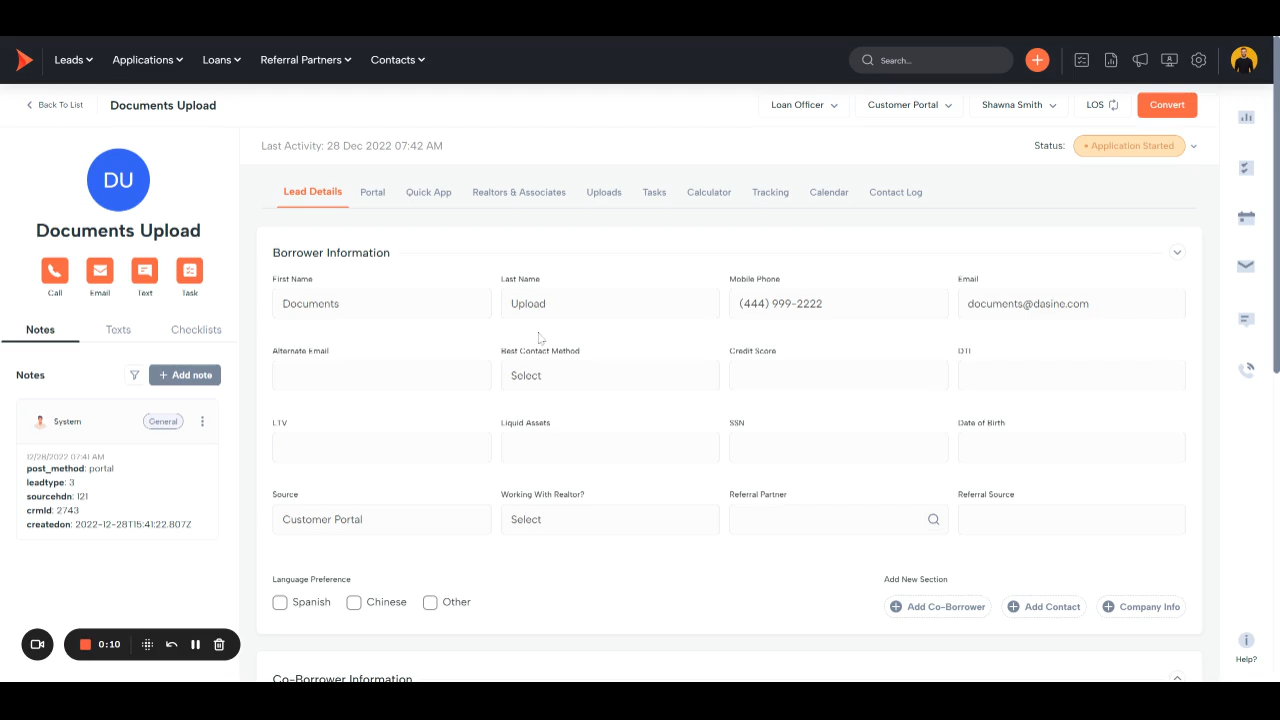 Leads Applications Loans Referral Partners Contacts Search...
Back To List Documents Upload Loan Officer Customer Portal Shawna Smith LOS Convert
Last Activity: 28 Dec 2022 07:42 AM Status: • Application Started
DU
Documents Upload
Call Email Text Task
Notes Texts Checklists
Notes Add note
System General
12/28/2022 07:41 AM
post_method: portal
leadtype: 3
sourcehdn: 121
crmId: 2743
createdon: 2022-12-28T15:41:22.807Z
0:10
Lead Details Portal Quick App Realtors & Associates Uploads Tasks Calculator Tracking Calendar Contact Log
Borrower Information
First Name Last Name Mobile Phone Email
Documents Upload (444) 999-2222 documents@dasine.com
Alternate Email Best Contact Method Credit Score DTI
Select
LTV Liquid Assets SSN Date of Birth
Source Working With Realtor? Referral Partner Referral Source
Customer Portal Select
Language Preference Add New Section
Spanish Chinese Other Add Co-Borrower Add Contact Company Info
Co-Borrower Information
Help?